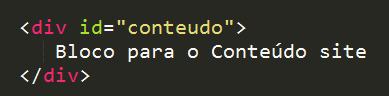 <div id="conteudo">
Bloco para o Conteúdo site
</div>